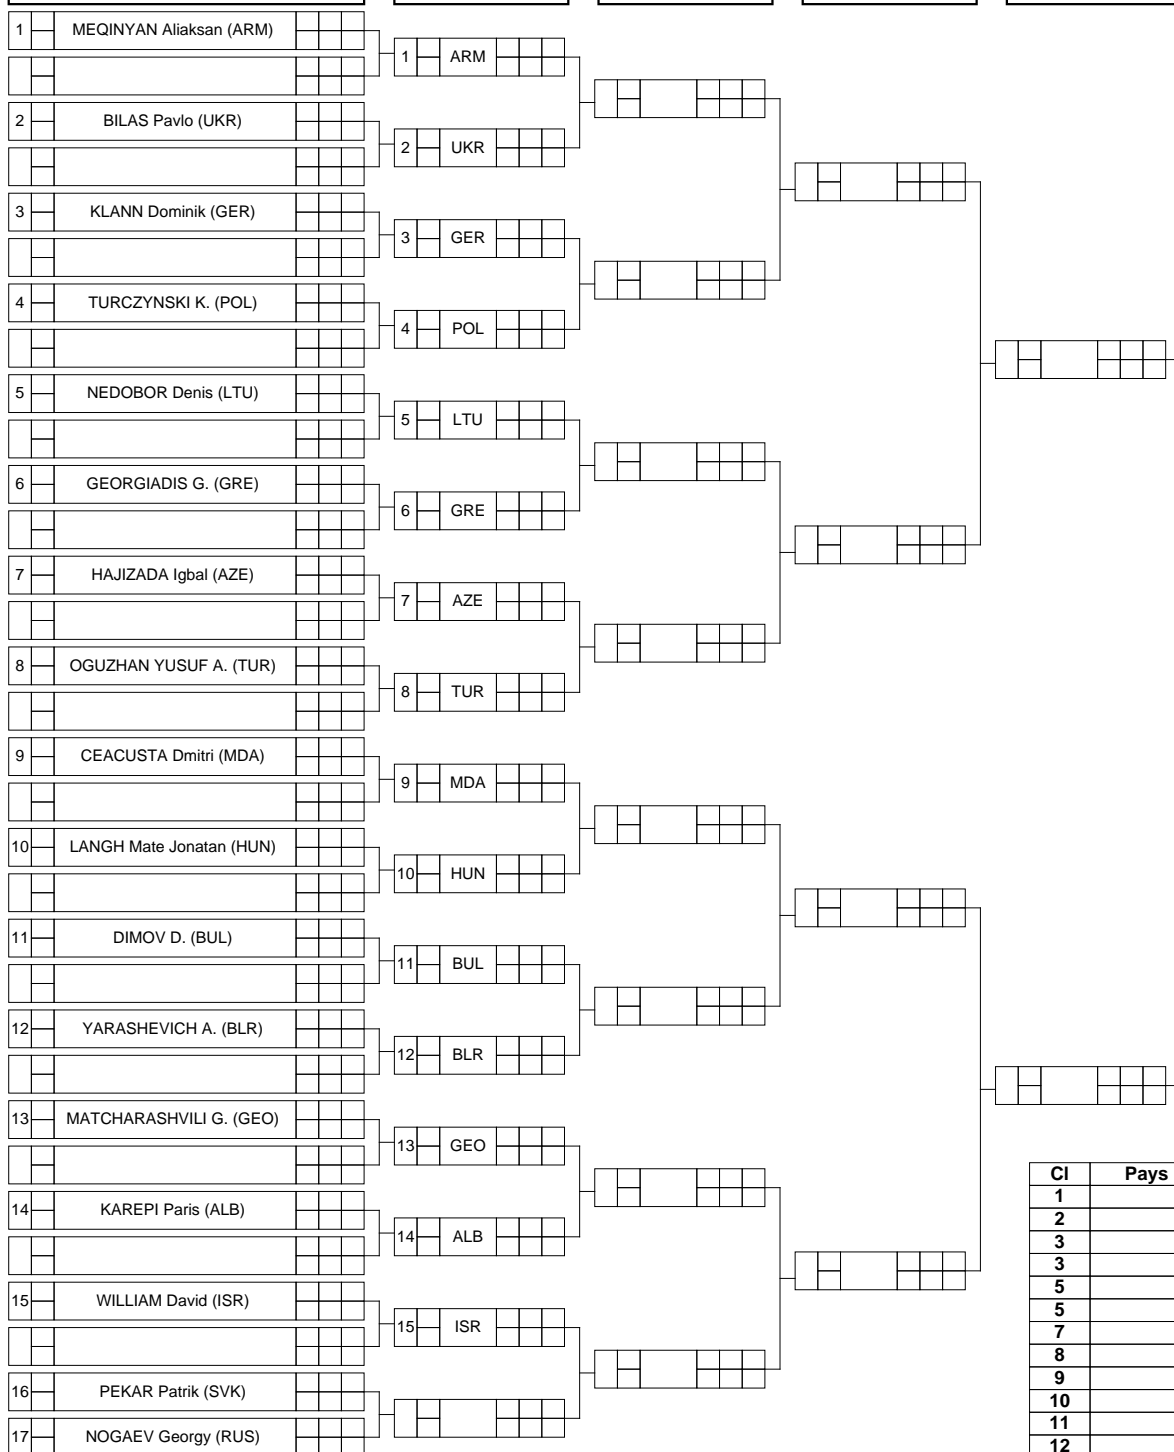 1 MEQINYAN Aliaksan (ARM)
1 ARM
2 BILAS Pavlo (UKR)
2 UKR
3 KLANN Dominik (GER)
3 GER
4 TURCZYNSKI K. (POL)
4 POL
5 NEDOBOR Denis (LTU)
5 LTU
6 GEORGIADIS G. (GRE)
6 GRE
7 HAJIZADA Igbal (AZE)
7 AZE
8 OGUZHAN YUSUF A. (TUR)
8 TUR
9 CEACUSTA Dmitri (MDA)
9 MDA
10 LANGH Mate Jonatan (HUN)
10 HUN
11 DIMOV D. (BUL)
11 BUL
12 YARASHEVICH A. (BLR)
12 BLR
13 MATCHARASHVILI G. (GEO)
13 GEO
14 KAREPI Paris (ALB)
14 ALB
15 WILLIAM David (ISR)
15 ISR
16 PEKAR Patrik (SVK)
17 NOGAEV Georgy (RUS)
Cl Pays
1
2
3
3
5
5
7
8
9
10
11
12